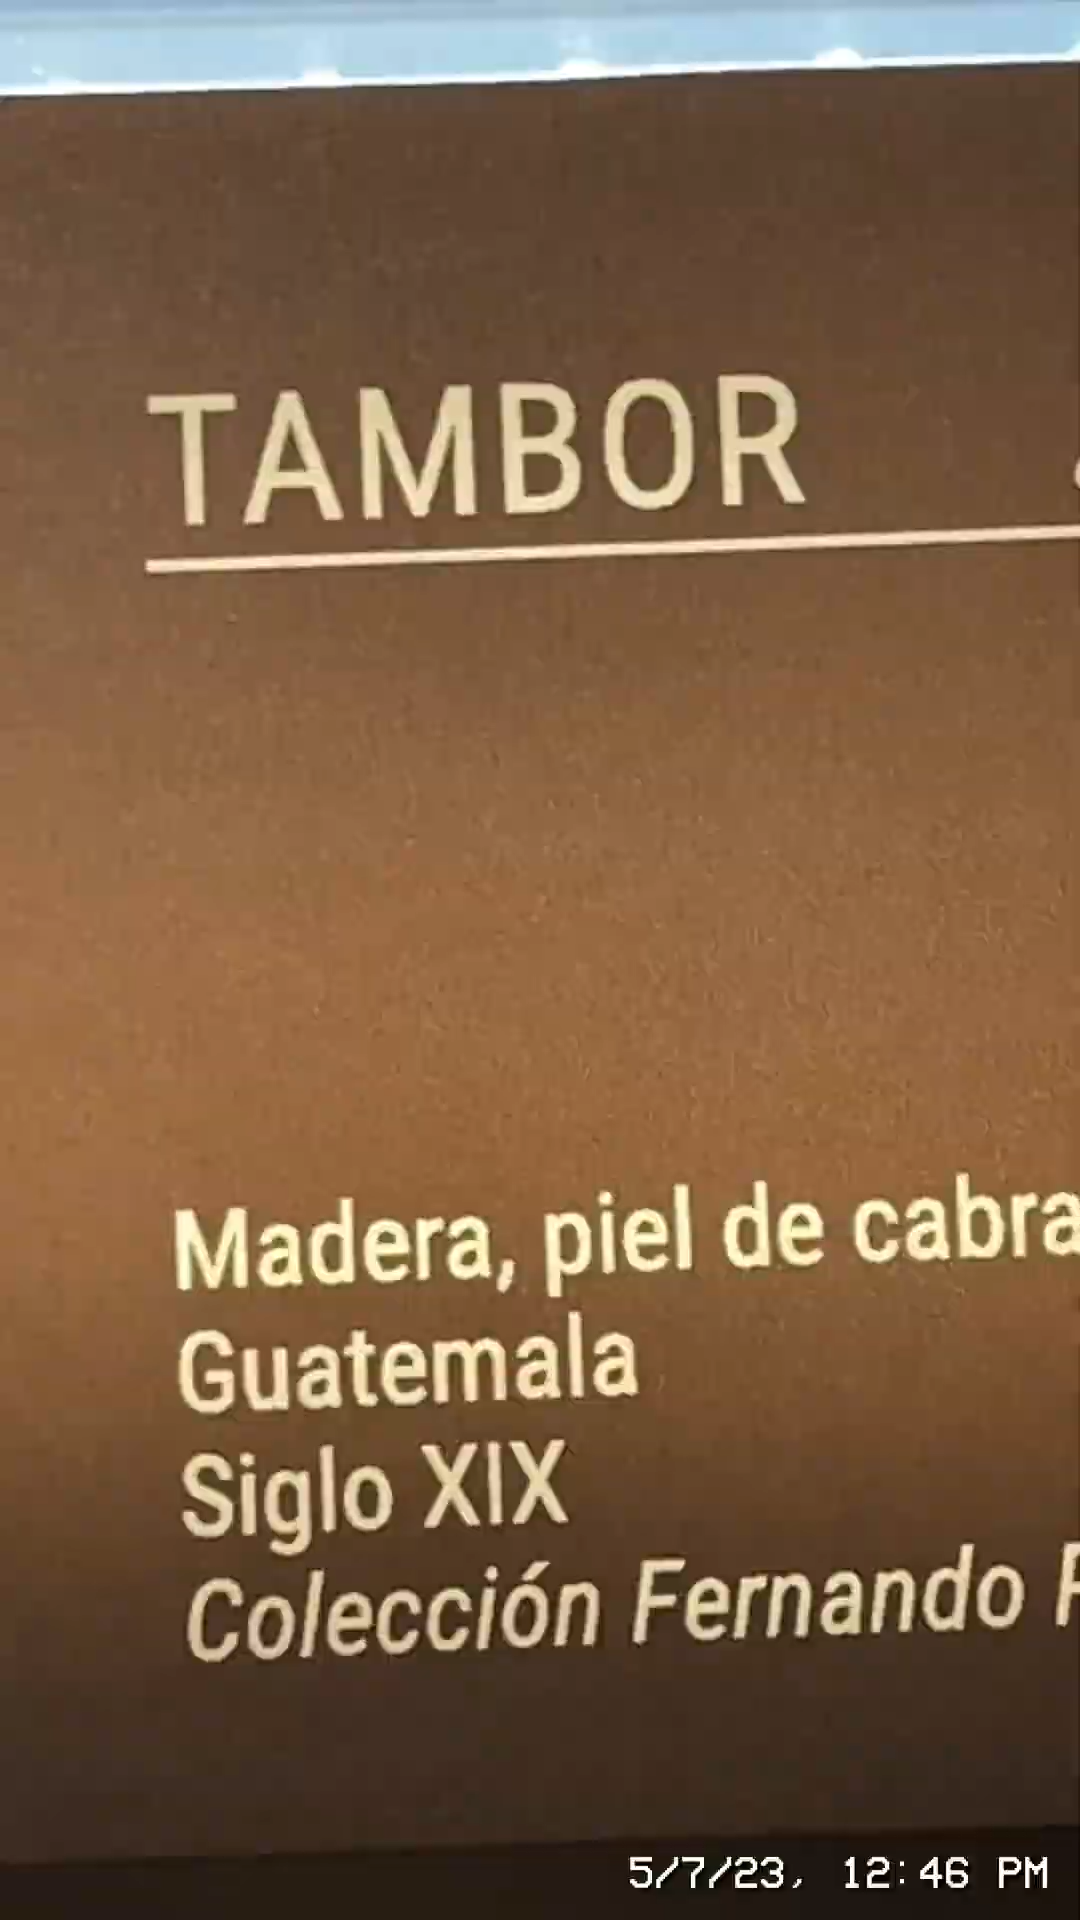 TAMBOR
Madera, piel de cabra
Guatemala
Siglo XIX
Colección Fernando
5/7/23, 12:46 PM